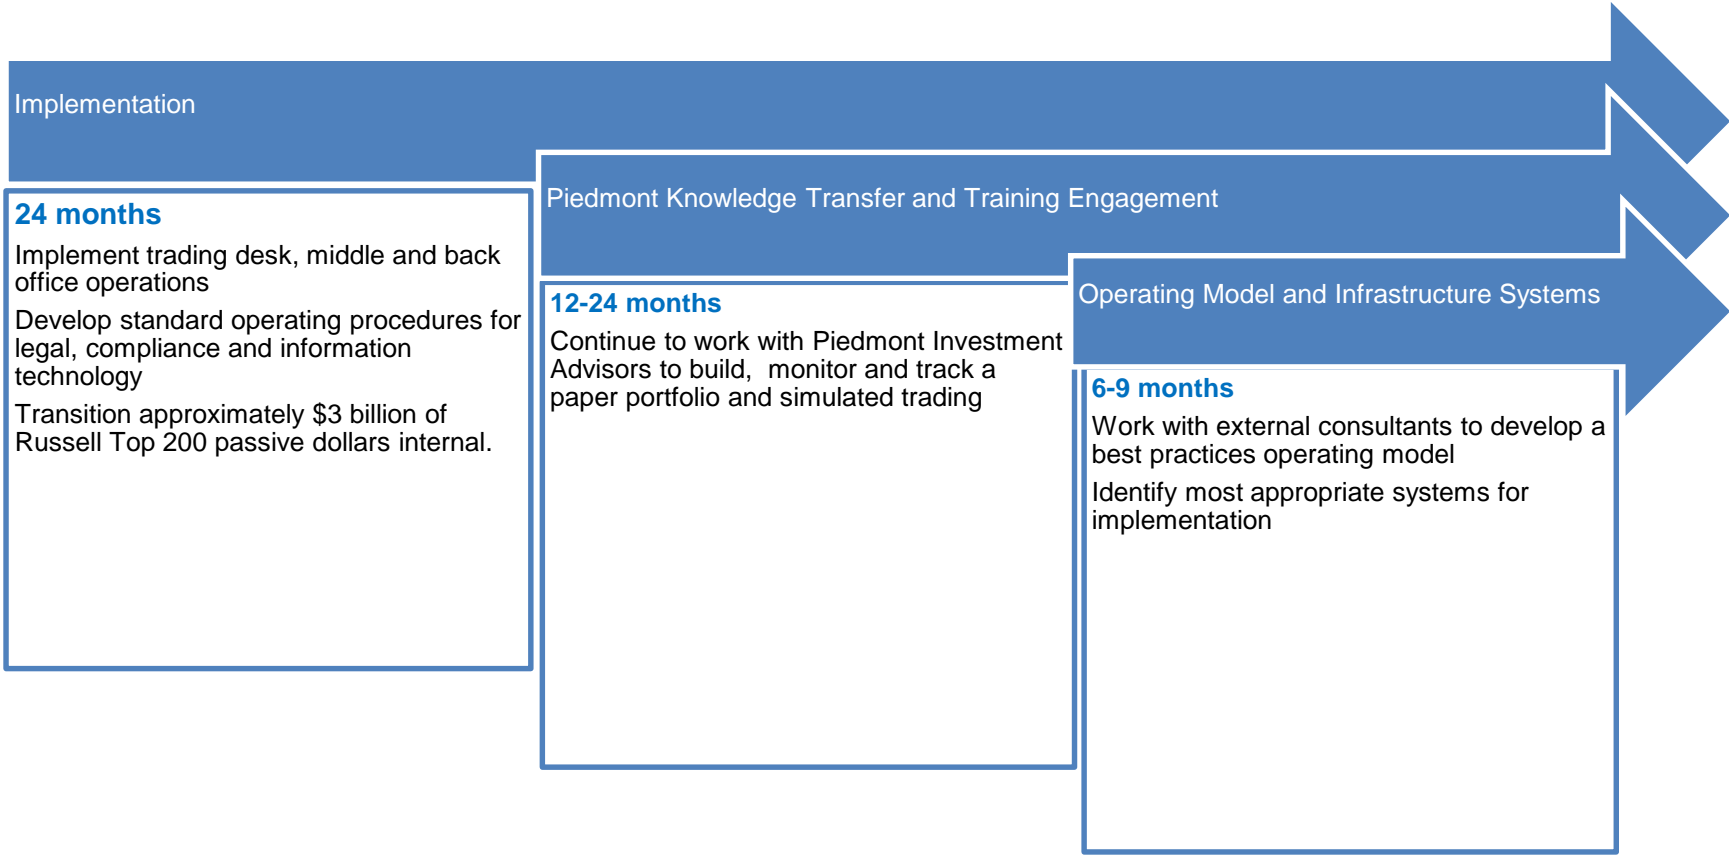 Implementation
24 months
Implement trading desk, middle and back
office operations
Develop standard operating procedures for
legal, compliance and information
technology
Transition approximately $3 billion of
Russell Top 200 passive dollars internal.
Piedmont Knowledge Transfer and Training Engagement
12-24 months
Continue to work with Piedmont Investment
Advisors to build, monitor and track a
paper portfolio and simulated trading
Operating Model and Infrastructure Systems
6-9 months
Work with external consultants to develop a
best practices operating model
Identify most appropriate systems for
implementation